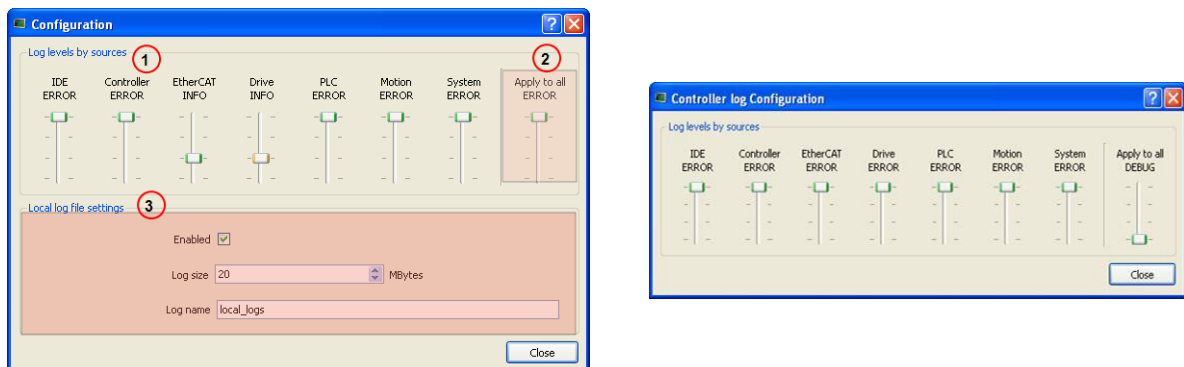 Configuration
Log levels by sources
1
2
IDE Controller EtherCAT Drive PLC Motion System Apply to all
ERROR ERROR INFO INFO ERROR ERROR ERROR ERROR
Local log file settings
3
Enabled
Log size 20 MBytes
Log name local_logs
Close
Controller log Configuration
Log levels by sources
IDE Controller EtherCAT Drive PLC Motion System Apply to all
ERROR ERROR ERROR ERROR ERROR ERROR ERROR DEBUG
Close